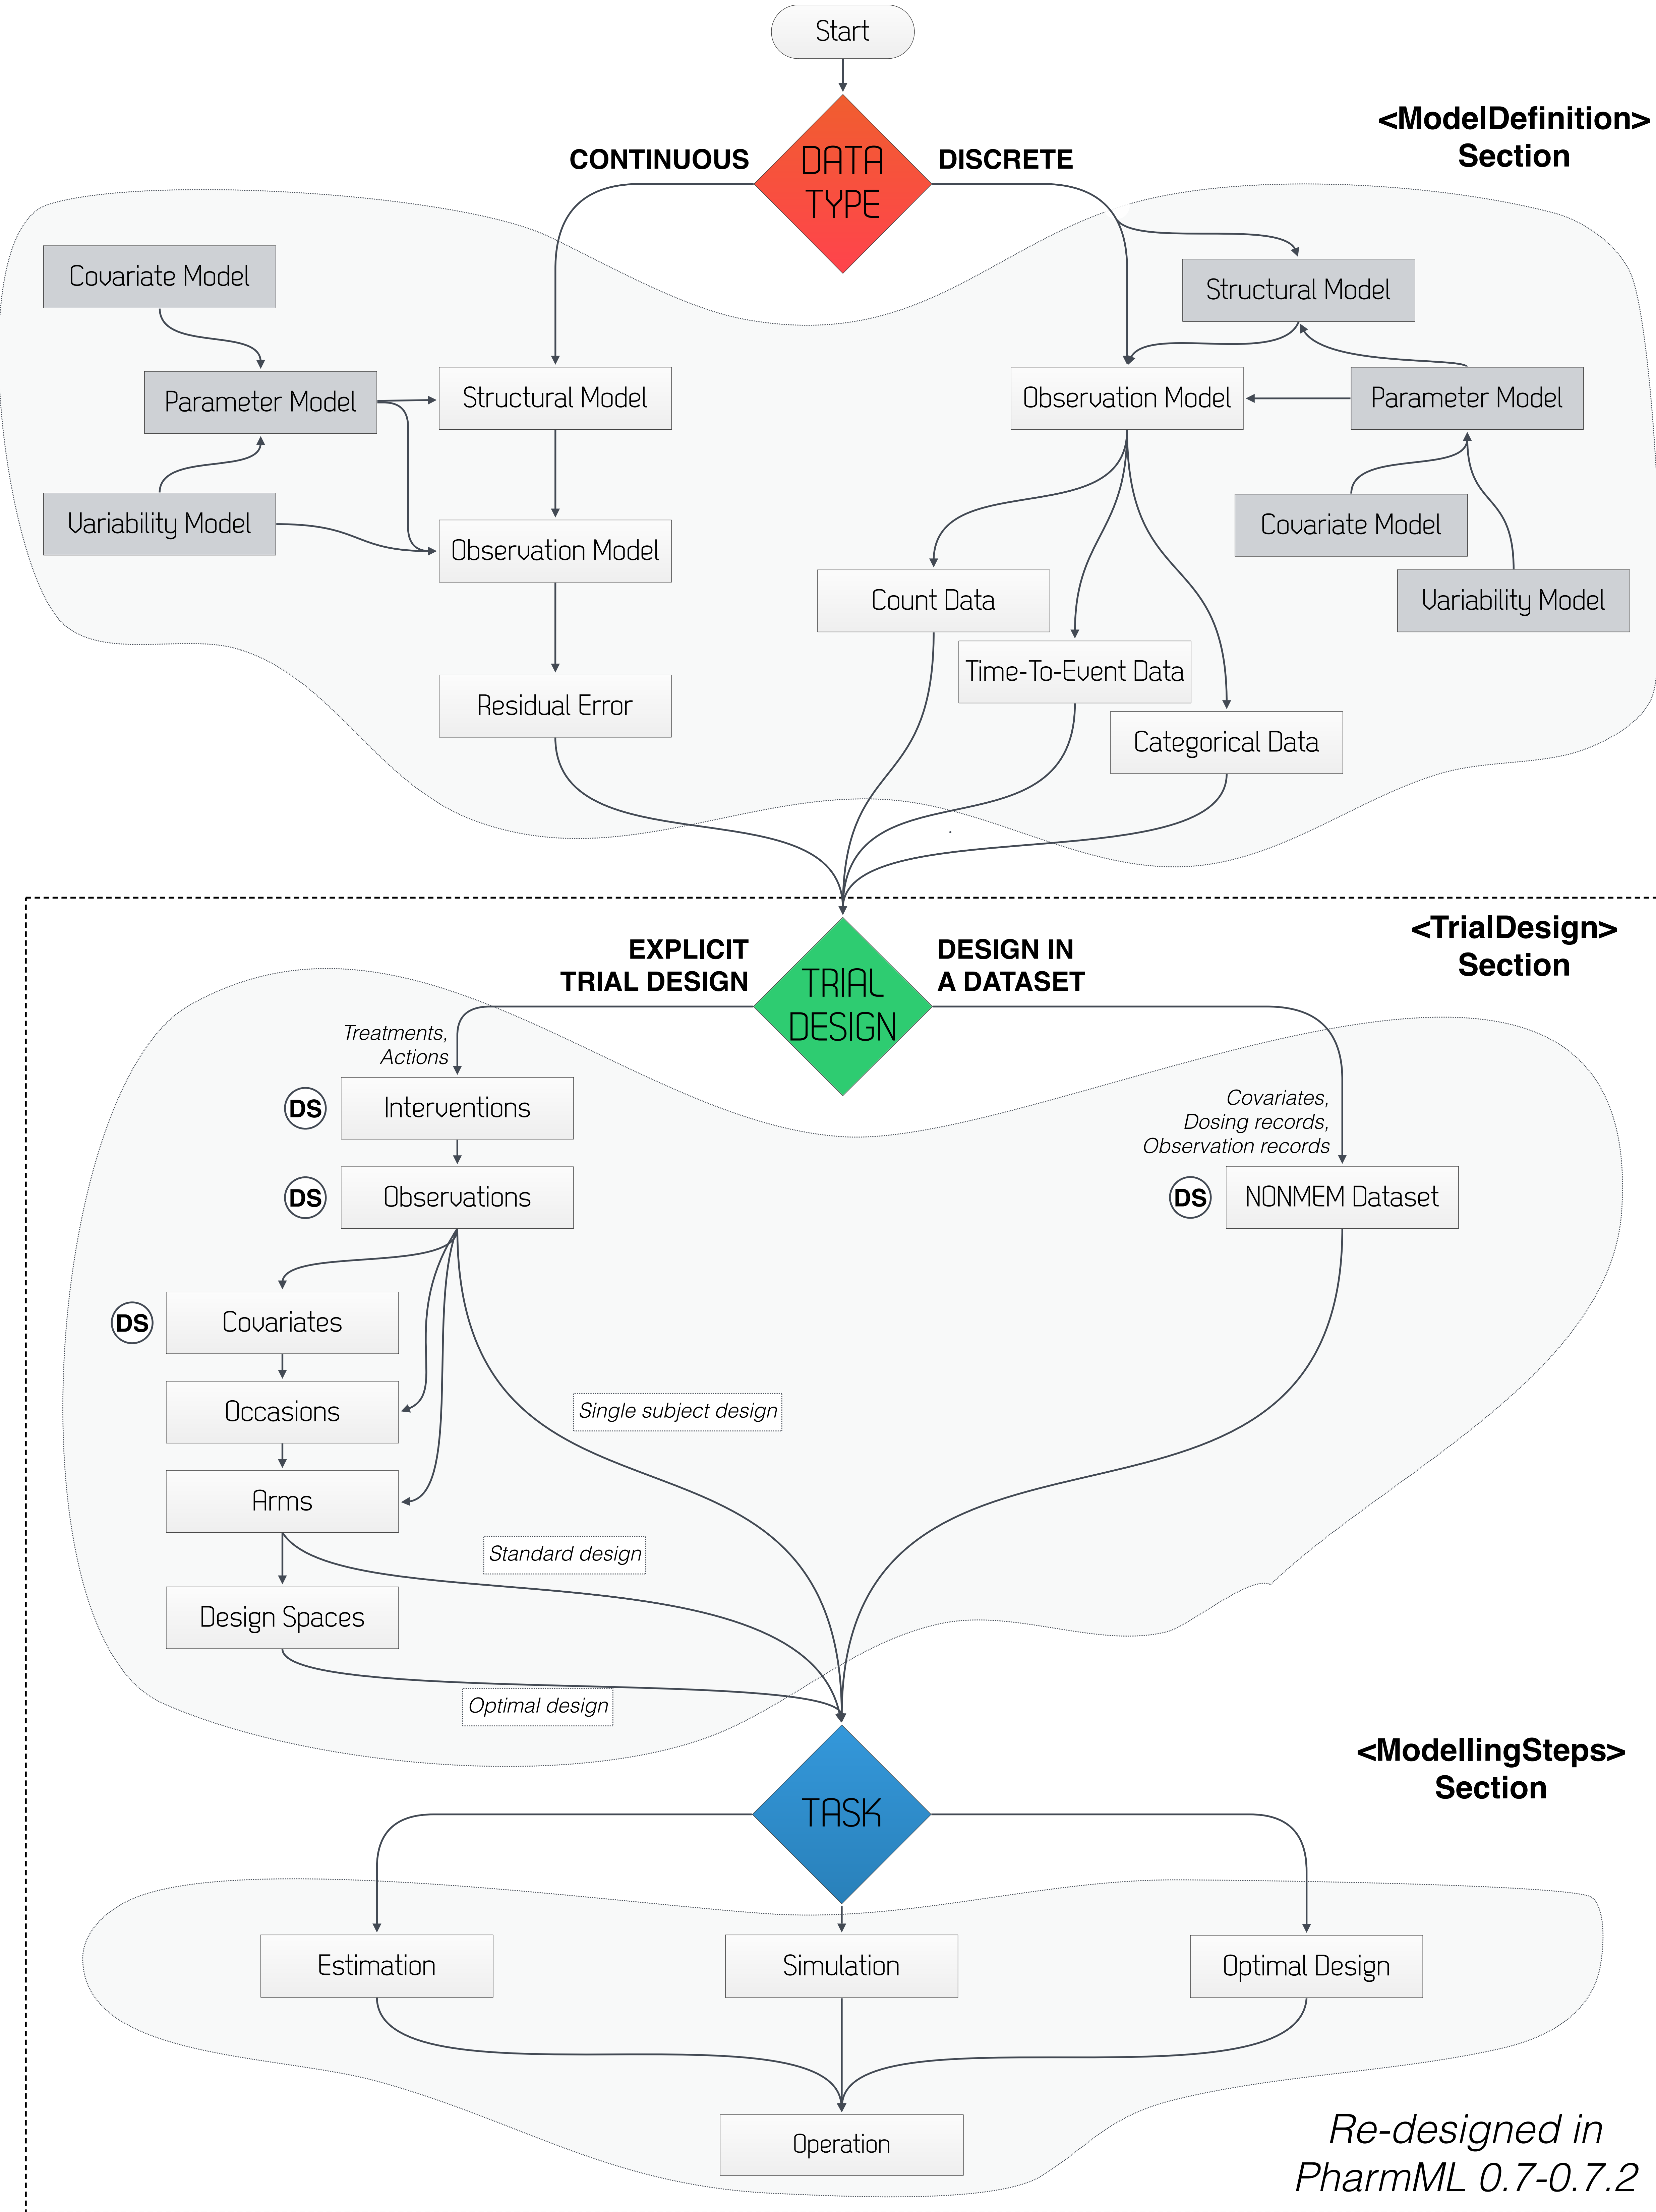 Start
<ModelDefinition>
Section
CONTINUOUS
DATA
TYPE
DISCRETE
Covariate Model
Structural Model
Parameter Model
Structural Model
Observation Model
Parameter Model
Variability Model
Observation Model
Covariate Model
Count Data
Variability Model
Time-To-Event Data
Residual Error
Categorical Data
<TrialDesign>
Section
EXPLICIT
TRIAL DESIGN
TRIAL
DESIGN
DESIGN IN
A DATASET
Treatments,
Actions
DS
Interventions
Covariates,
Dosing records,
Observation records
DS
Observations
DS
NONMEM Dataset
DS
Covariates
Occasions
Single subject design
Arms
Standard design
Design Spaces
Optimal design
<ModellingSteps>
Section
TASK
Estimation
Simulation
Optimal Design
Operation
Re-designed in
PharmML 0.7-0.7.2